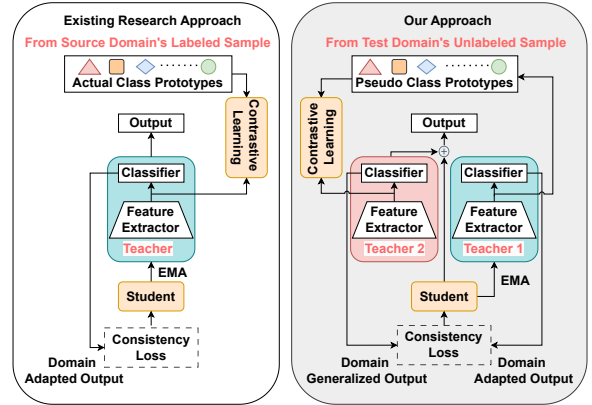 Existing Research Approach
From Source Domain's Labeled Sample
Actual Class Prototypes
Contrastive
Learning
Output
Classifier
Feature
Extractor
Teacher
EMA
Student
Consistency
Loss
Domain
Adapted Output
Our Approach
From Test Domain's Unlabeled Sample
Pseudo Class Prototypes
Contrastive
Learning
Output
Classifier
Feature
Extractor
Teacher 2
Classifier
Feature
Extractor
Teacher 1
EMA
Student
Consistency
Loss
Domain
Generalized Output
Domain
Adapted Output